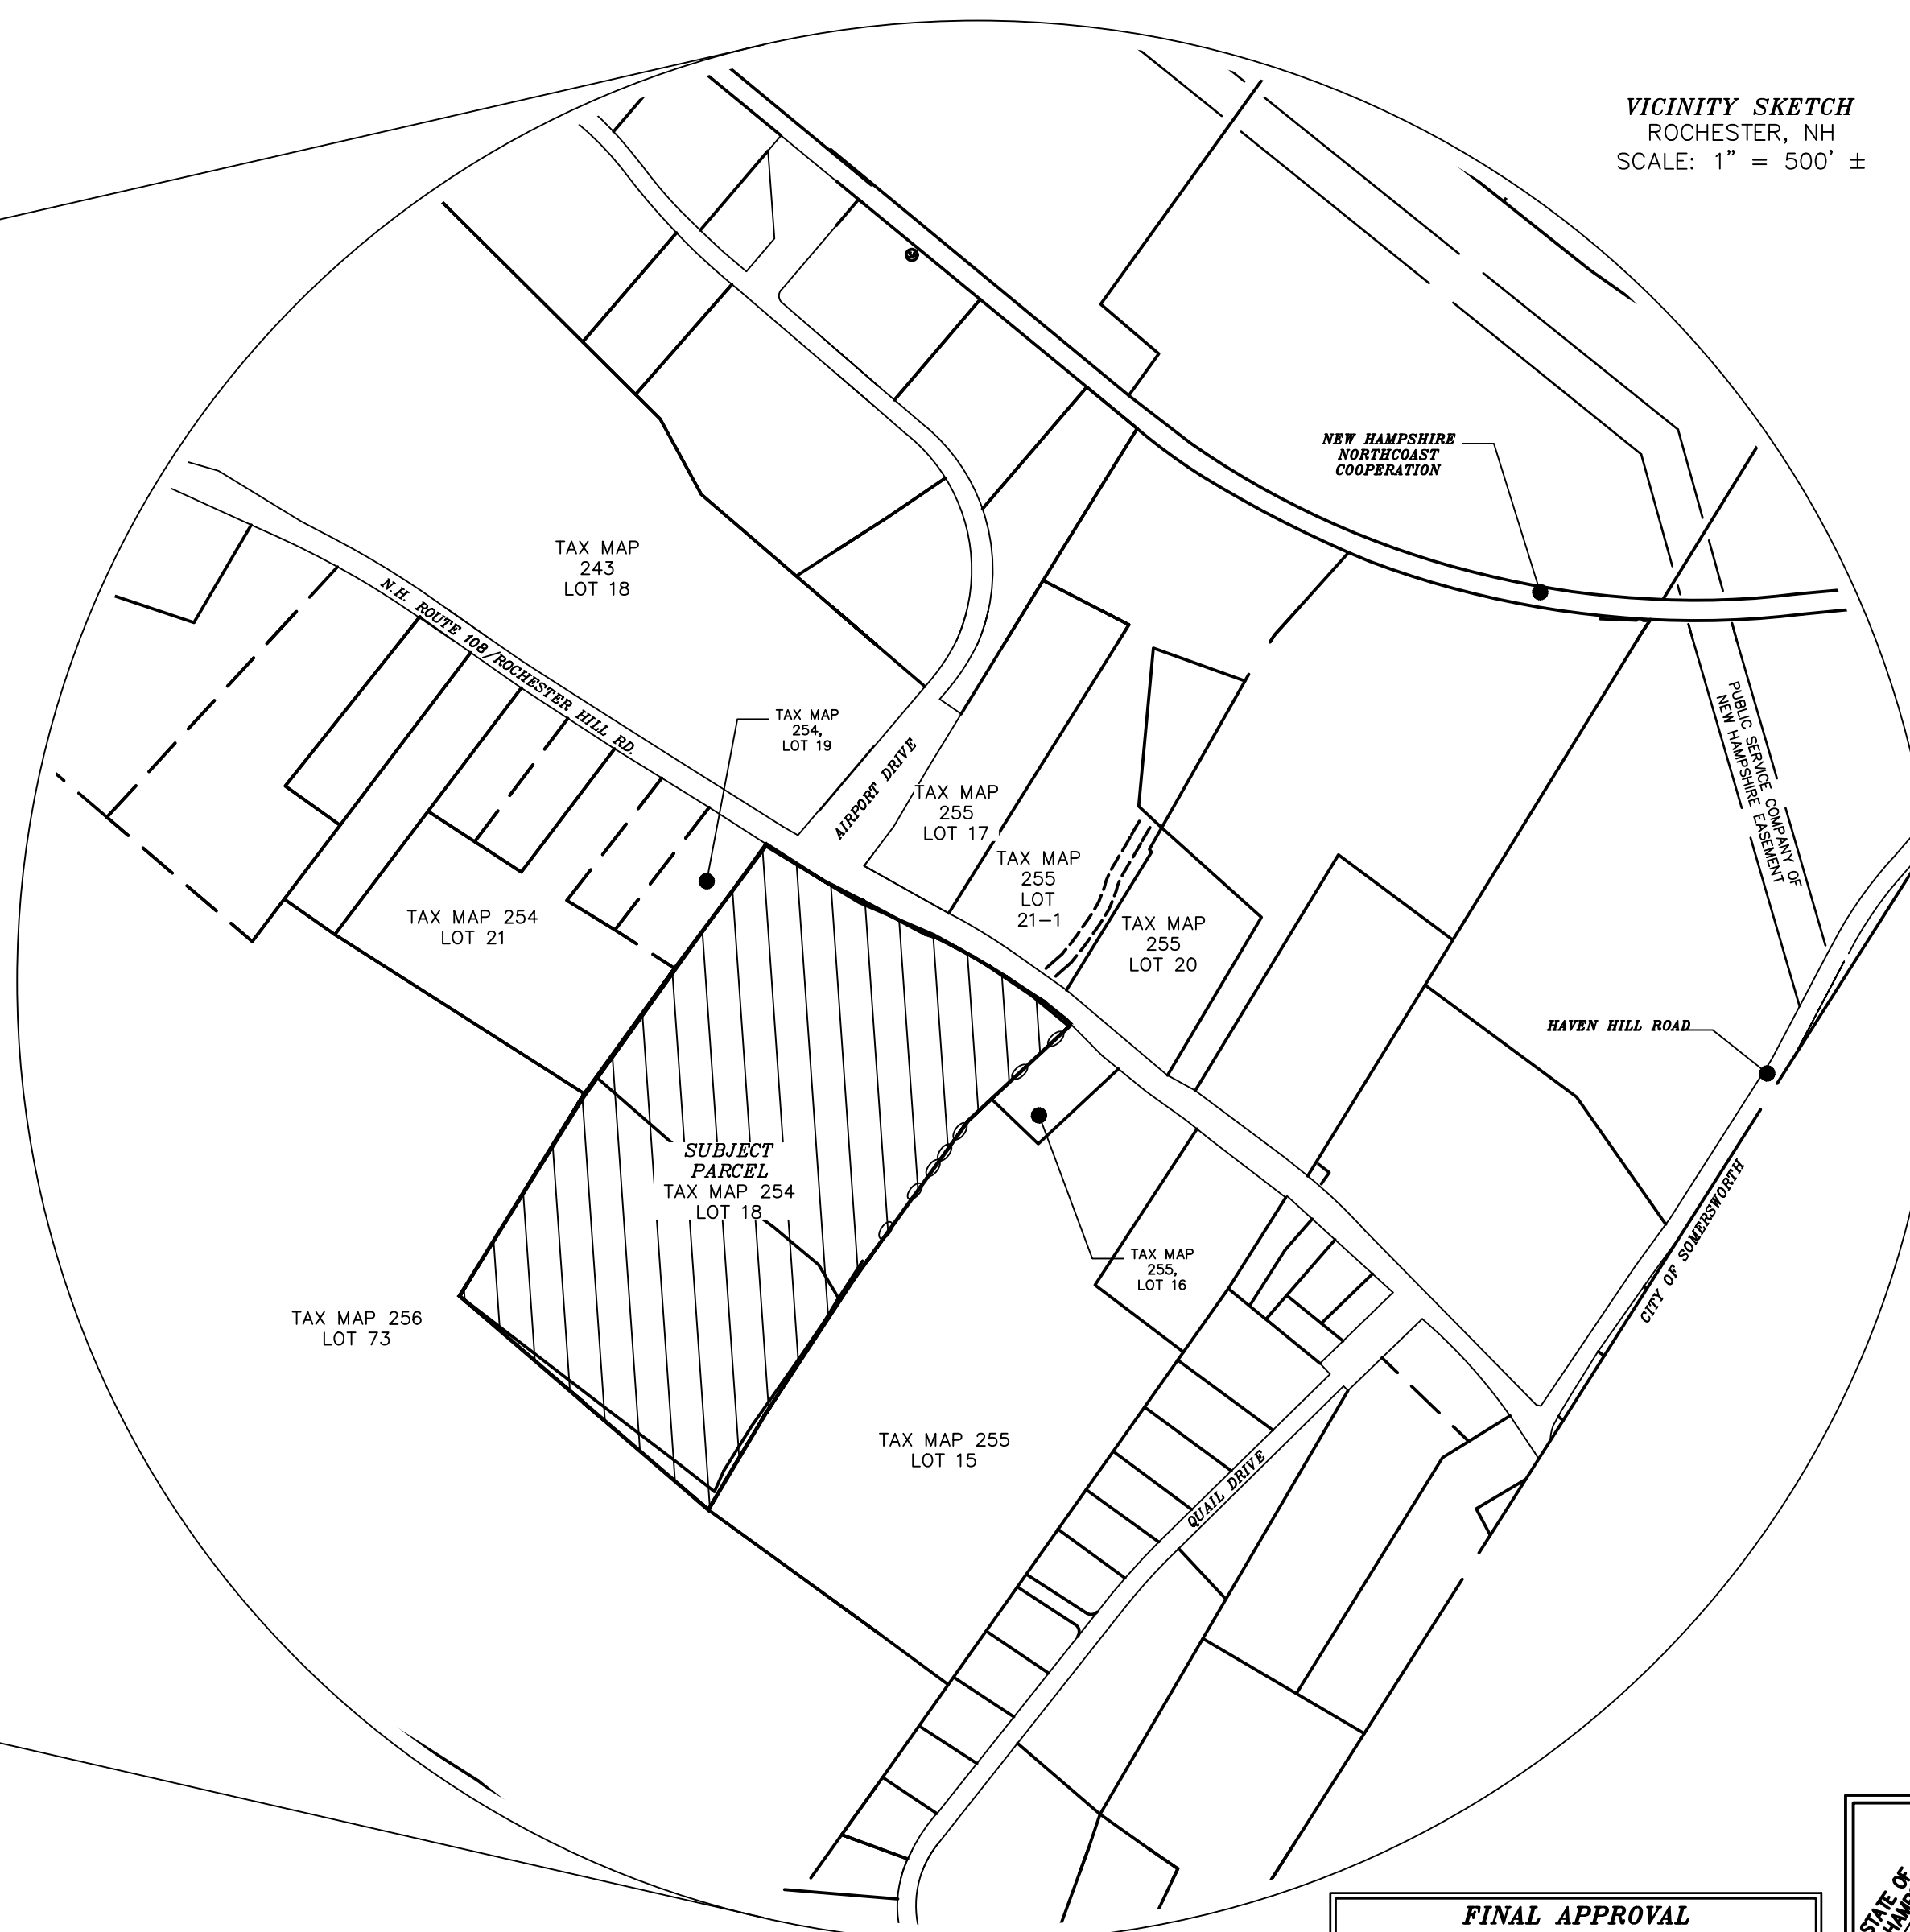 VICINITY SKETCH
ROCHESTER, NH
SCALE: 1" = 500' ±
NEW HAMPSHIRE
NORTHCOAST
COOPERATION
TAX MAP
243
LOT 18
N.H. ROUTE 108/ROCHESTER HILL RD.
TAX MAP
254,
LOT 19
AIRPORT DRIVE
TAX MAP
255
LOT 17
TAX MAP
255
LOT
21-1
TAX MAP
255
LOT 20
PUBLIC SERVICE COMPANY OF
NEW HAMPSHIRE EASEMENT
TAX MAP 254
LOT 21
HAVEN HILL ROAD
SUBJECT
PARCEL
TAX MAP 254
LOT 18
TAX MAP
255,
LOT 16
CITY OF SOMERSWORTH
TAX MAP 256
LOT 73
TAX MAP 255
LOT 15
QUAIL DRIVE
FINAL APPROVAL
STATE OF